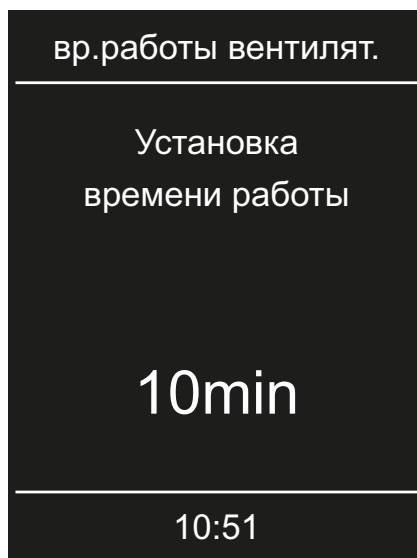 вр.работы вентилят.
Установка
времени работы
10min
10:51